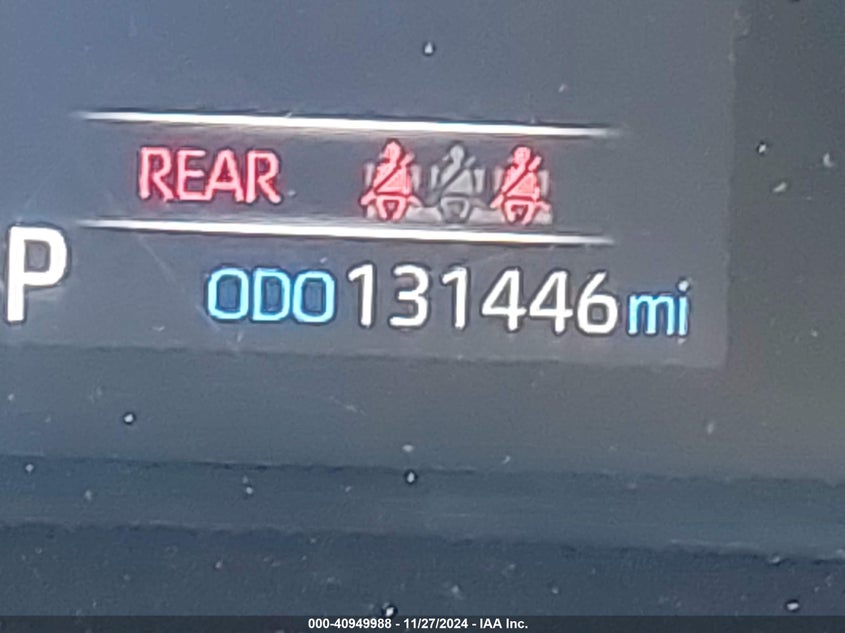 REAR
P
ODO 131446 mi
000-40949988 - 11/27/2024 - IAA Inc.